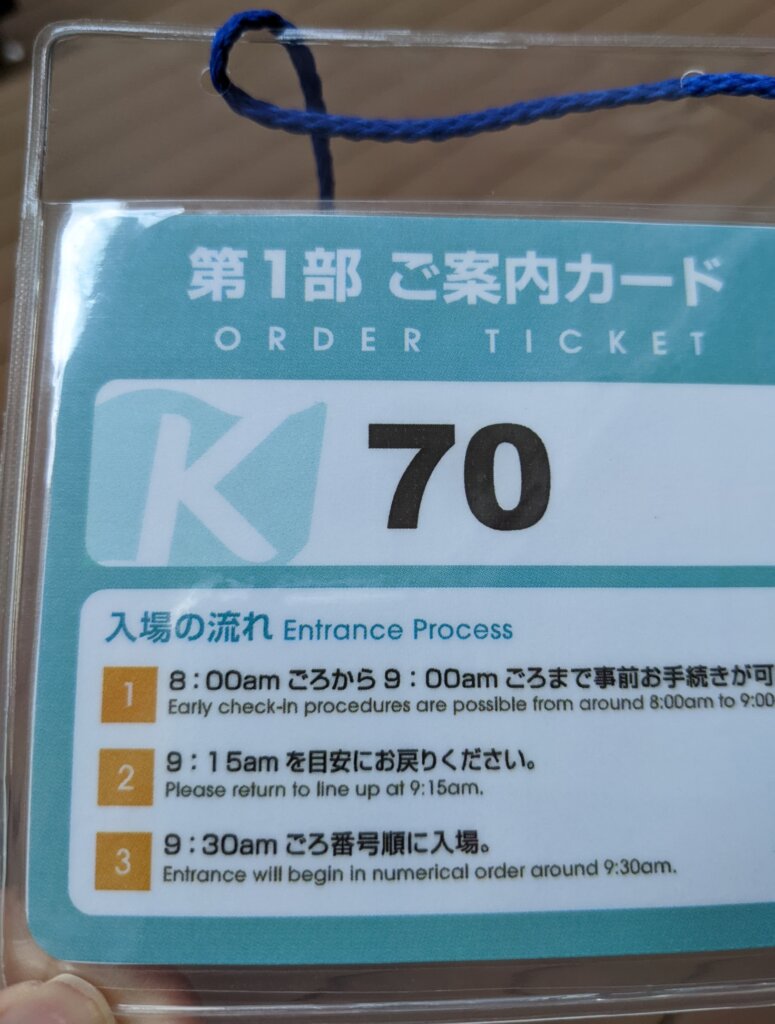 第1部 ご案内カード
ORDER TICKET
K 70
入場の流れ Entrance Process
1 8:00am ごろから 9:00am ごろまで事前お手続きが可
Early check-in procedures are possible from around 8:00am to 9:00
2 9:15am を目安にお戻りください。
Please return to line up at 9:15am.
3 9:30am ごろ番号順に入場。
Entrance will begin in numerical order around 9:30am.